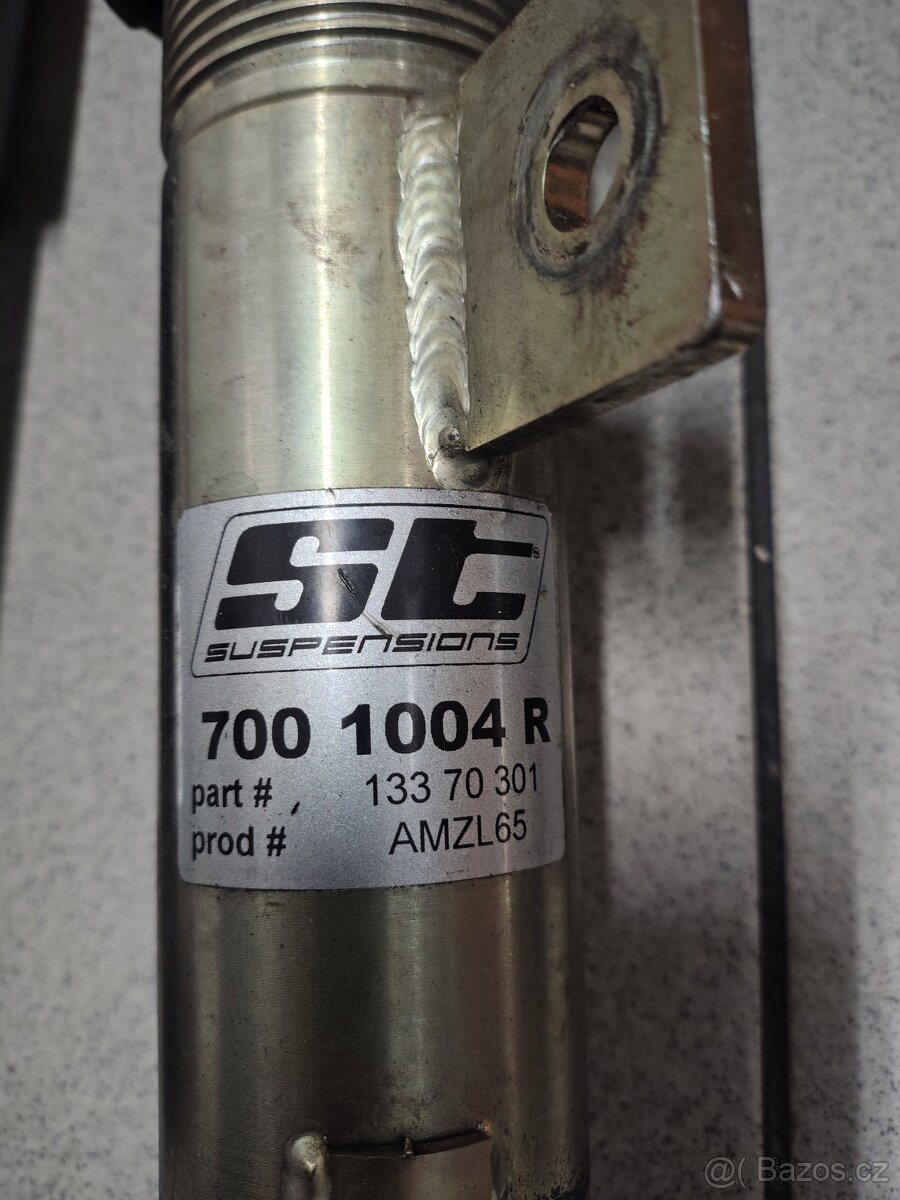 ST®
SUSPENSIONS
700 1004 R
part # 133 70 301
prod # AMZL65
@( Bazos.cz